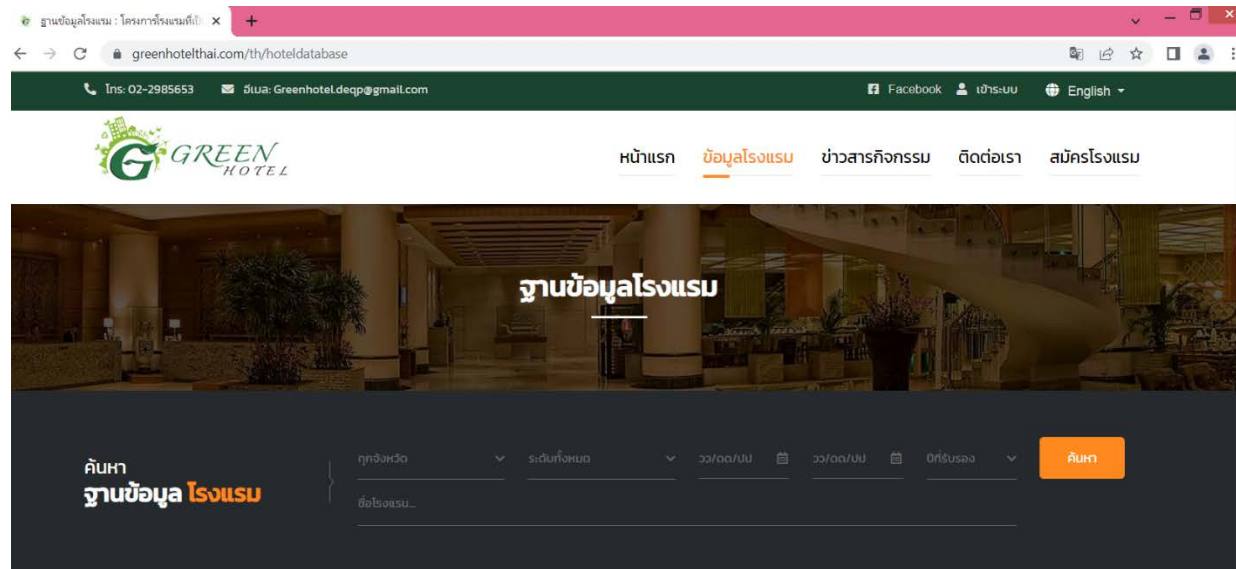 ฐานข้อมูลโรงแรม : โครงการโรงแรมที่เป็
greenhotelthai.com/th/hoteldatabase
โทร: 02-2985653 อีเมล: Greenhotel.deqp@gmail.com Facebook เข้าระบบ English
GREEN
HOTEL
หน้าแรก ข้อมูลโรงแรม ข่าวสารกิจกรรม ติดต่อเรา สมัครโรงแรม
ฐานข้อมูลโรงแรม
ค้นหา
ฐานข้อมูล โรงแรม
ทุกจังหวัด ระดับทั้งหมด วว/ดด/ปป วว/ดด/ปป ปีที่รับรอง ค้นหา
ชื่อโรงแรม...